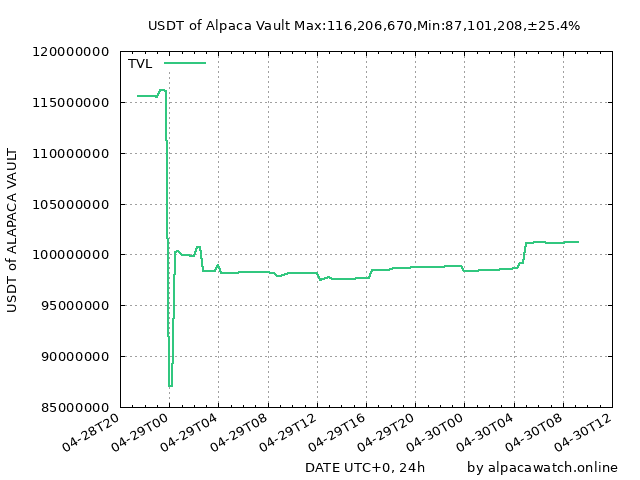 USDT of Alpaca Vault Max:116,206,670,Min:87,101,208,±25.4%
TVL
120000000
115000000
110000000
105000000
100000000
95000000
90000000
85000000
USDT of ALAPACA VAULT
04-28T20
04-29T00
04-29T04
04-29T08
04-29T12
04-29T16
04-29T20
04-30T00
04-30T04
04-30T08
04-30T12
DATE UTC+0, 24h
by alpacawatch.online